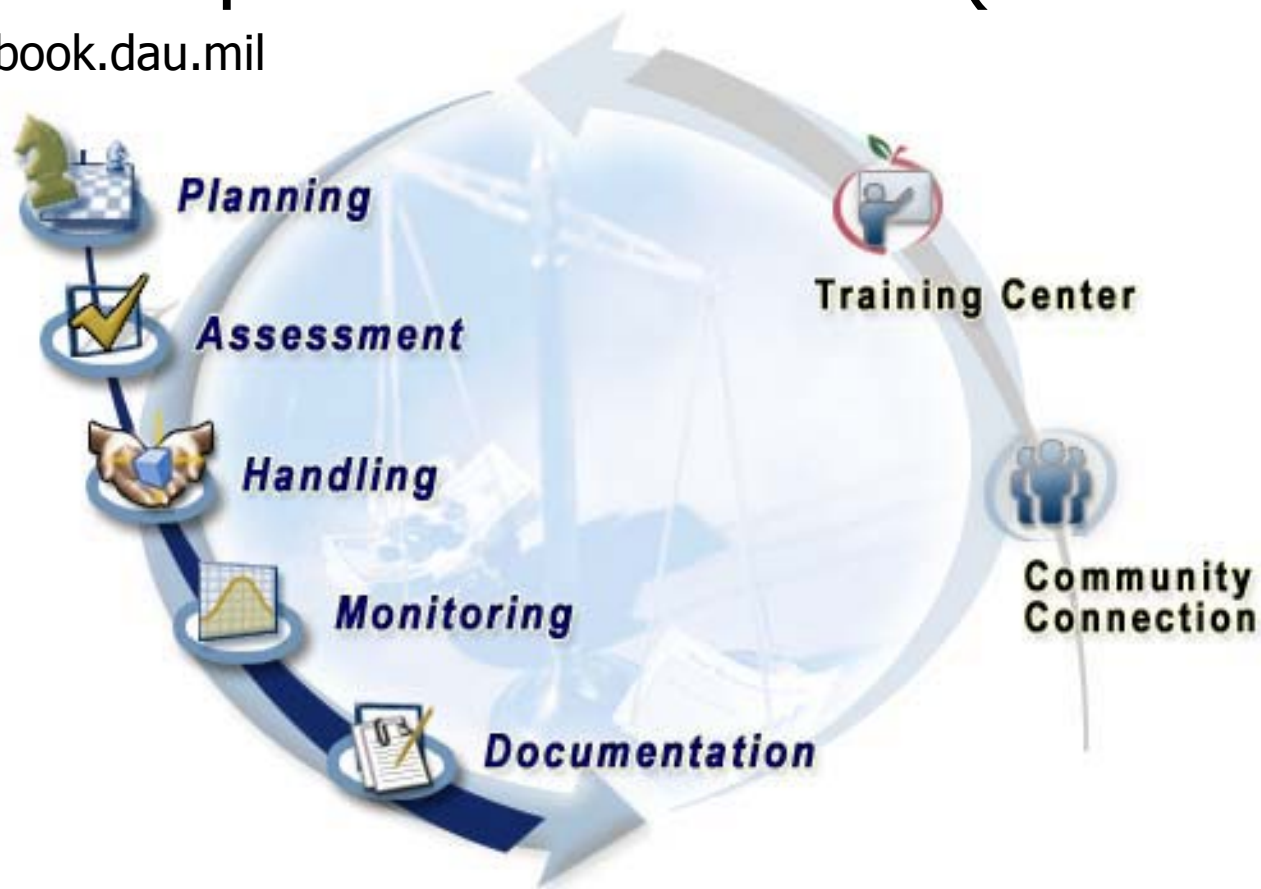 book.dau.mil
Planning
Assessment
Handling
Monitoring
Documentation
Training Center
Community
Connection